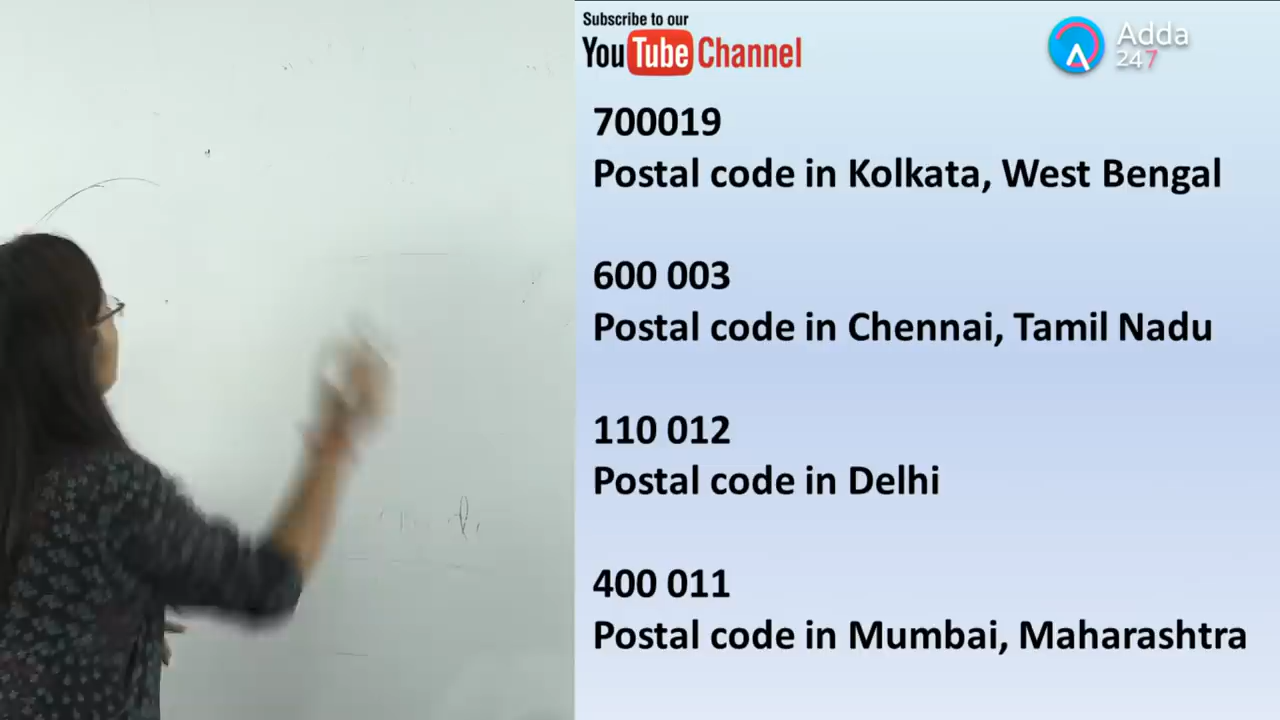 Subscribe to our
YouTube Channel
Adda
247
700019
Postal code in Kolkata, West Bengal
600 003
Postal code in Chennai, Tamil Nadu
110 012
Postal code in Delhi
400 011
Postal code in Mumbai, Maharashtra